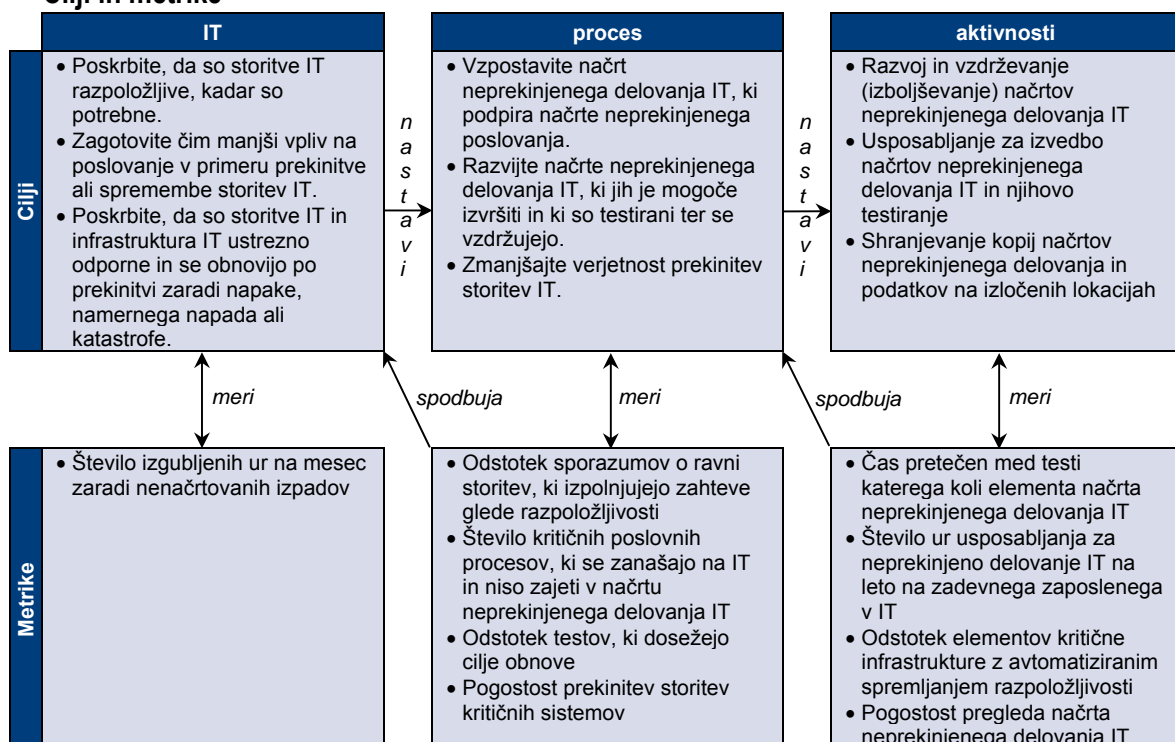 Cilji in metrike
IT
proces
aktivnosti
Cilji
• Poskrbite, da so storitve IT
razpoložljive, kadar so
potrebne.
• Zagotovite čim manjši vpliv na
poslovanje v primeru prekinitve
ali spremembe storitev IT.
• Poskrbite, da so storitve IT in
infrastruktura IT ustrezno
odporne in se obnovijo po
prekinitvi zaradi napake,
namernega napada ali
katastrofe.
nastavi
• Vzpostavite načrt
neprekinjenega delovanja IT, ki
podpira načrte neprekinjenega
poslovanja.
• Razvijte načrte neprekinjenega
delovanja IT, ki jih je mogoče
izvršiti in ki so testirani ter se
vzdržujejo.
• Zmanjšajte verjetnost prekinitev
storitev IT.
nastavi
• Razvoj in vzdrževanje
(izboljševanje) načrtov
neprekinjenega delovanja IT
• Usposabljanje za izvedbo
načrtov neprekinjenega
delovanja IT in njihovo
testiranje
• Shranjevanje kopij načrtov
neprekinjenega delovanja in
podatkov na izločenih lokacijah
meri
spodbuja
meri
spodbuja
meri
Metrike
• Število izgubljenih ur na mesec
zaradi nenačrtovanih izpadov
• Odstotek sporazumov o ravni
storitev, ki izpolnjujejo zahteve
glede razpoložljivosti
• Število kritičnih poslovnih
procesov, ki se zanašajo na IT
in niso zajeti v načrtu
neprekinjenega delovanja IT
• Odstotek testov, ki dosežejo
cilje obnove
• Pogostost prekinitev storitev
kritičnih sistemov
• Čas pretečen med testi
katerega koli elementa načrta
neprekinjenega delovanja IT
• Število ur usposabljanja za
neprekinjeno delovanje IT na
leto na zadevnega zaposlenega
v IT
• Odstotek elementov kritične
infrastrukture z avtomatiziranim
spremljanjem razpoložljivosti
• Pogostost pregleda načrta
neprekinjenega delovanja IT